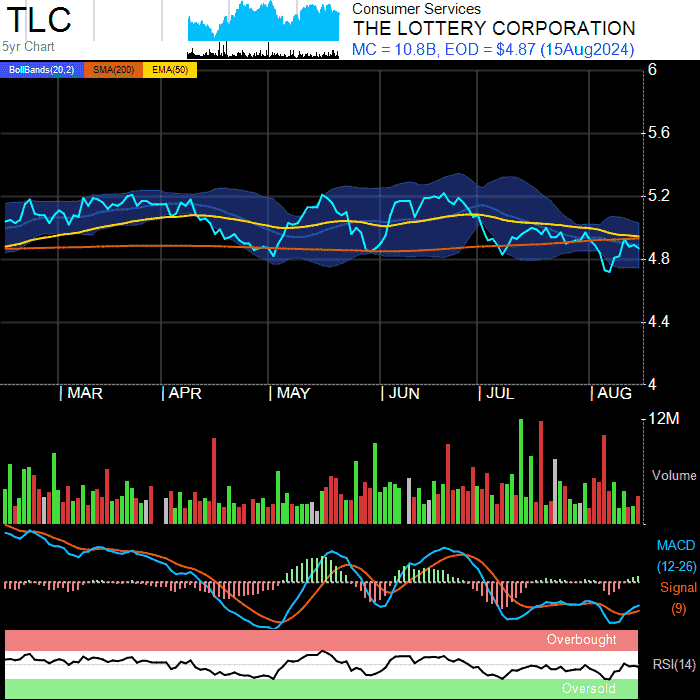 TLC
5yr Chart
Consumer Services
THE LOTTERY CORPORATION
MC = 10.8B, EOD = $4.87 (15Aug2024)
BollBands(20,2) SMA(200) EMA(50)
6
5.6
5.2
4.8
4.4
4
MAR APR MAY JUN JUL AUG
12M
Volume
MACD
(12-26)
Signal
(9)
Overbought
RSI(14)
Oversold